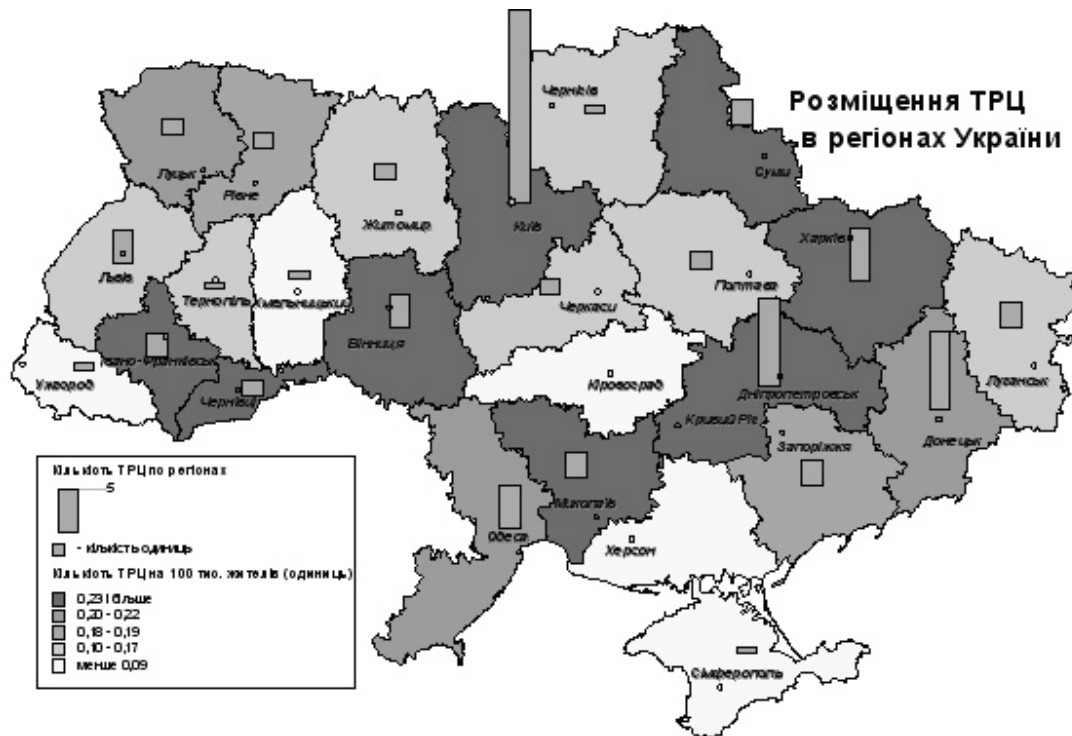 Розміщення ТРЦ
в регіонах України
Чернігів
Луцьк
Рівне
Суми
Житомир
Київ
Харків
Львів
Тернопіль
Хмельницький
Полтава
Черкаси
Вінниця
Івано-Франківськ
Ужгород
Чернівці
Кіровоград
Дніпропетровськ
Луганськ
Кривий Ріг
Запоріжжя
Донецьк
Миколаїв
Одеса
Херсон
Сімферополь
Кількість ТРЦ по регіонах
5
- кількість одиниць
Кількість ТРЦ на 100 тис. жителів (одиниць)
0,23 і більше
0,20 - 0,22
0,18 - 0,19
0,10 - 0,17
менше 0,09